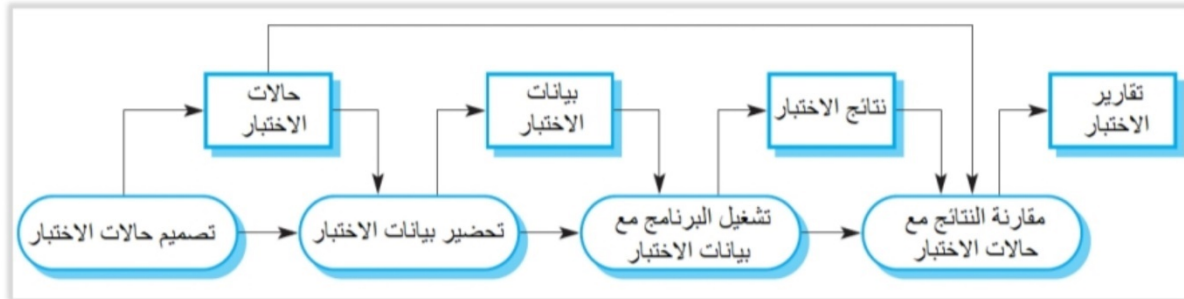 حالات
الاختبار
بيانات
الاختبار
نتائج الاختبار
تقارير
الاختبار
تصميم حالات الاختبار
تحضير بيانات الاختبار
تشغيل البرنامج مع
بيانات الاختبار
مقارنة النتائج مع
حالات الاختبار